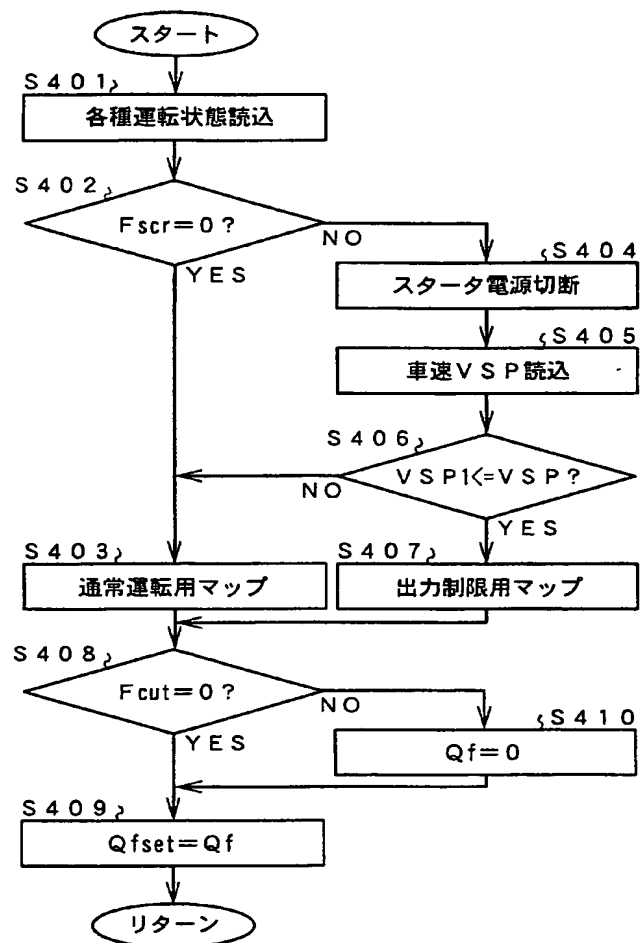 スタート
S401
各種運転状態読込
S402
Fscr=0?
NO
YES
S404
スタータ電源切断
S405
車速VSP読込
S406
VSP1<=VSP?
NO
YES
S403
通常運転用マップ
S407
出力制限用マップ
S408
Fcut=0?
NO
YES
S410
Qf=0
S409
Qfset=Qf
リターン